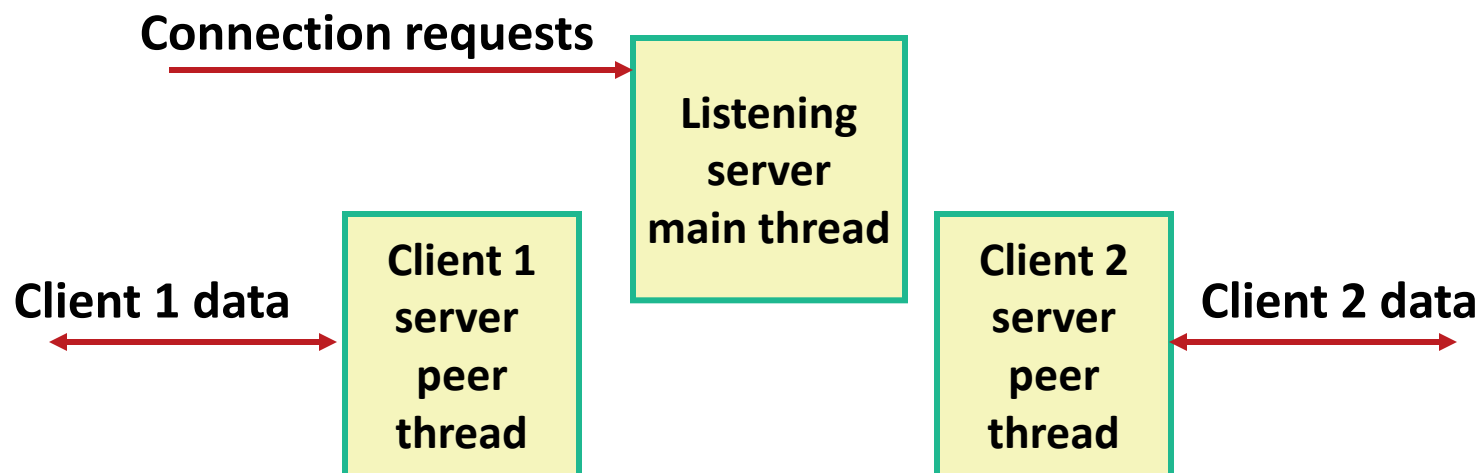 Connection requests
Listening
server
main thread
Client 1 data
Client 1
server
peer
thread
Client 2
server
peer
thread
Client 2 data